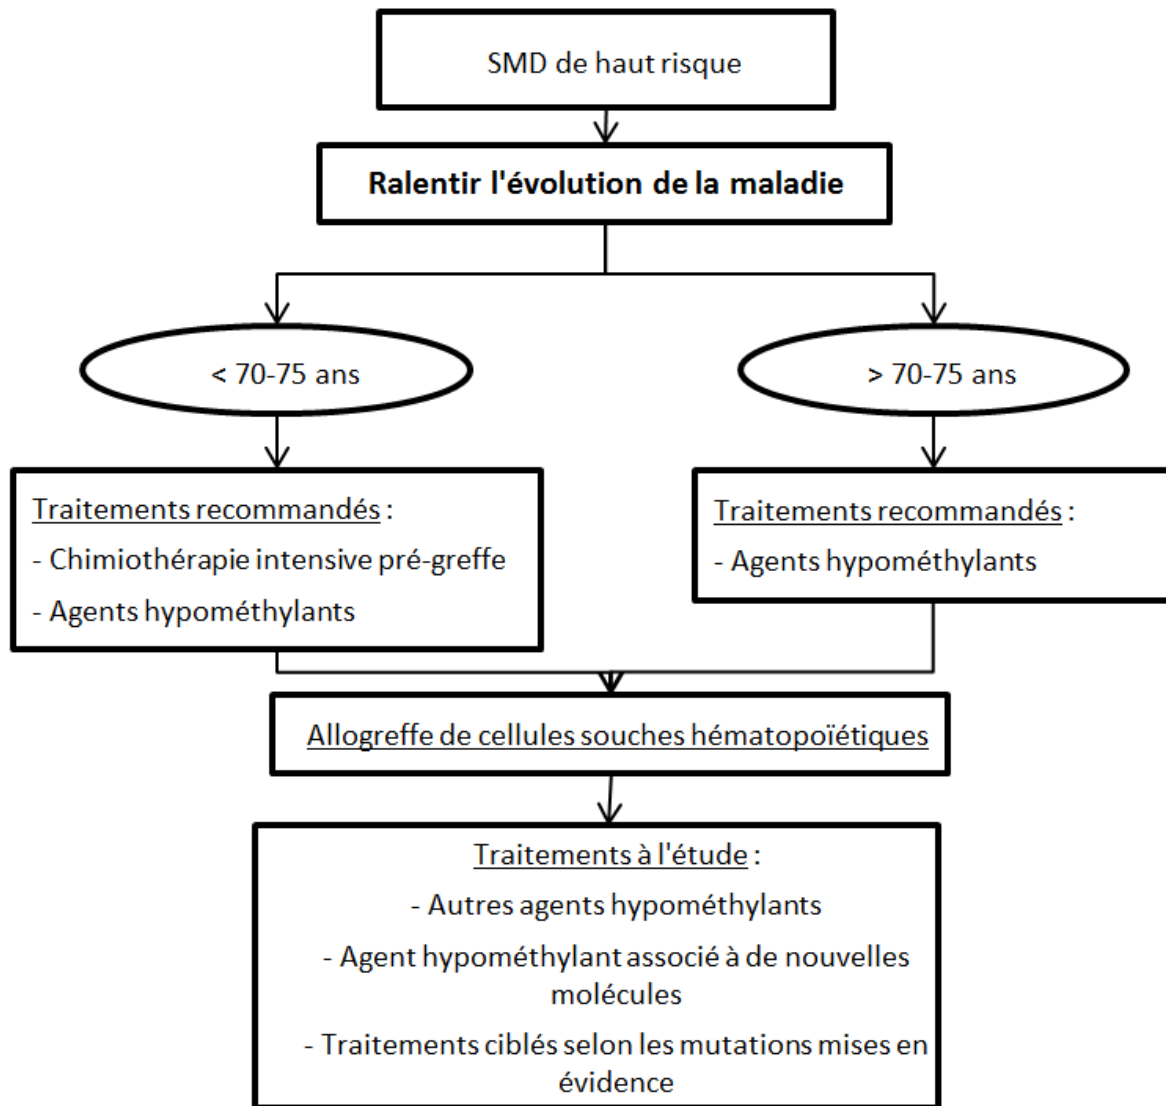 SMD de haut risque
Ralentir l'évolution de la maladie
< 70-75 ans
> 70-75 ans
Traitements recommandés :
- Chimiothérapie intensive pré-greffe
- Agents hypométhylants
Traitements recommandés :
- Agents hypométhylants
Allogreffe de cellules souches hématopoïétiques
Traitements à l'étude :
- Autres agents hypométhylants
- Agent hypométhylant associé à de nouvelles
molécules
- Traitements ciblés selon les mutations mises en
évidence